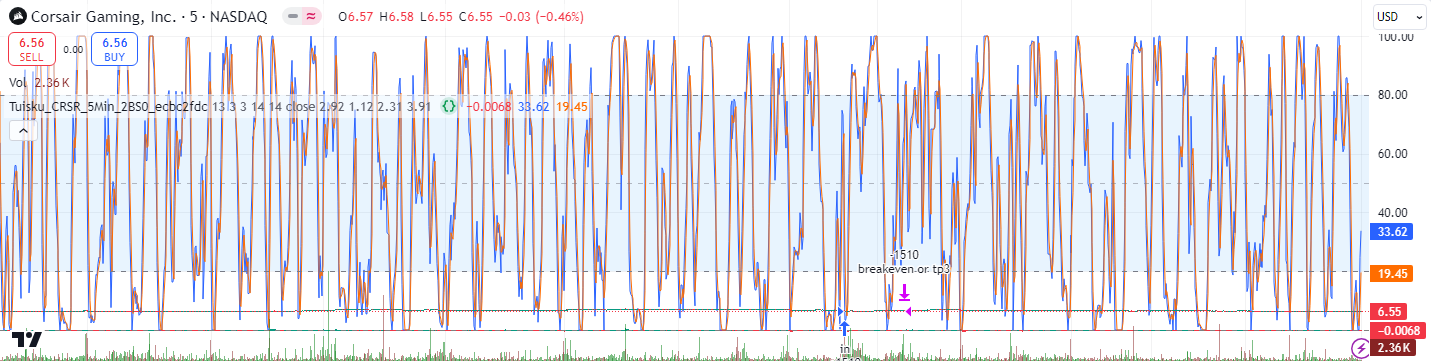 Corsair Gaming, Inc. · 5 · NASDAQ O6.57 H6.58 L6.55 C6.55 −0.03 (−0.46%)
USD
6.56 SELL
0.00
6.56 BUY
100.00
Vol 2.36 K
80.00
Tuisku_CRSR_5Min_2BS0_ecbc2fdc 13 3 3 14 14 close 2.92 1.12 2.31 3.91 −0.0068 33.62 19.45
60.00
40.00
33.62
-1510
breakeven or tp3
19.45
6.55
−0.0068
in
2.36 K